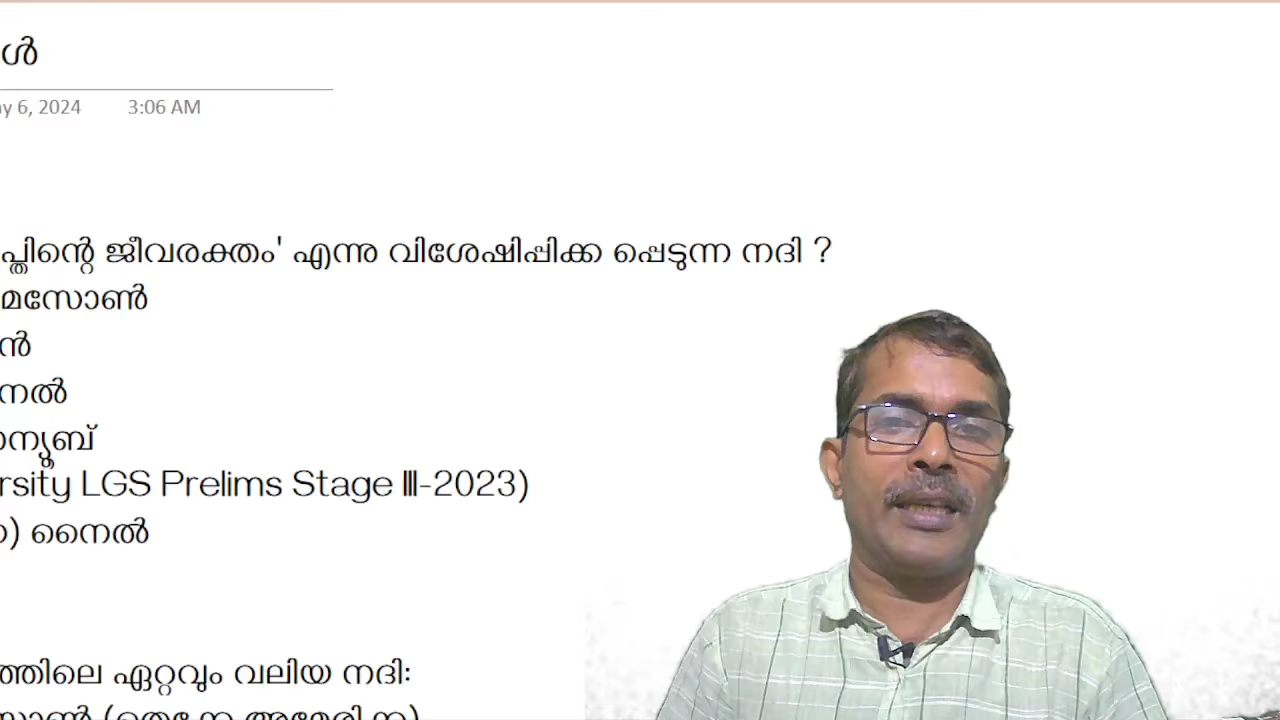 ൾ
y 6, 2024 3:06 AM
പ്തിന്റെ ജീവരക്തം' എന്നു വിശേഷിപ്പിക്ക പ്പെടുന്ന നദി ?
മസോൺ
ൻ
നൽ
ന്യൂബ്
rsity LGS Prelims Stage III-2023)
) നൈൽ
ത്തിലെ ഏറ്റവും വലിയ നദി:
സോൺ (തെക്കേ അമേരിക്ക)